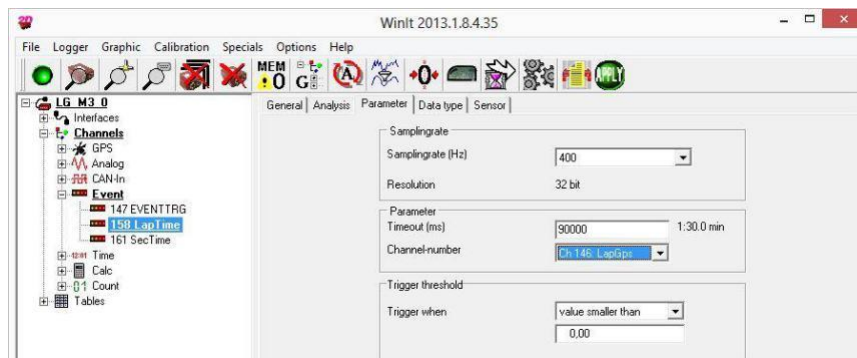 WinIt 2013.1.8.4.35
File Logger Graphic Calibration Specials Options Help
MEM 0 G A 0 APPLY
LG_M3_0
Interfaces
Channels
GPS
Analog
CAN-In
Event
147 EVENTTRG
158 LapTime
161 SecTime
Time
Calc
Count
Tables
General Analysis Parameter Data type Sensor
Samplingrate
Samplingrate (Hz) 400
Resolution 32 bit
Parameter
Timeout (ms) 90000 1:30.0 min
Channel-number Ch 146: LapGps
Trigger threshold
Trigger when value smaller than
0,00